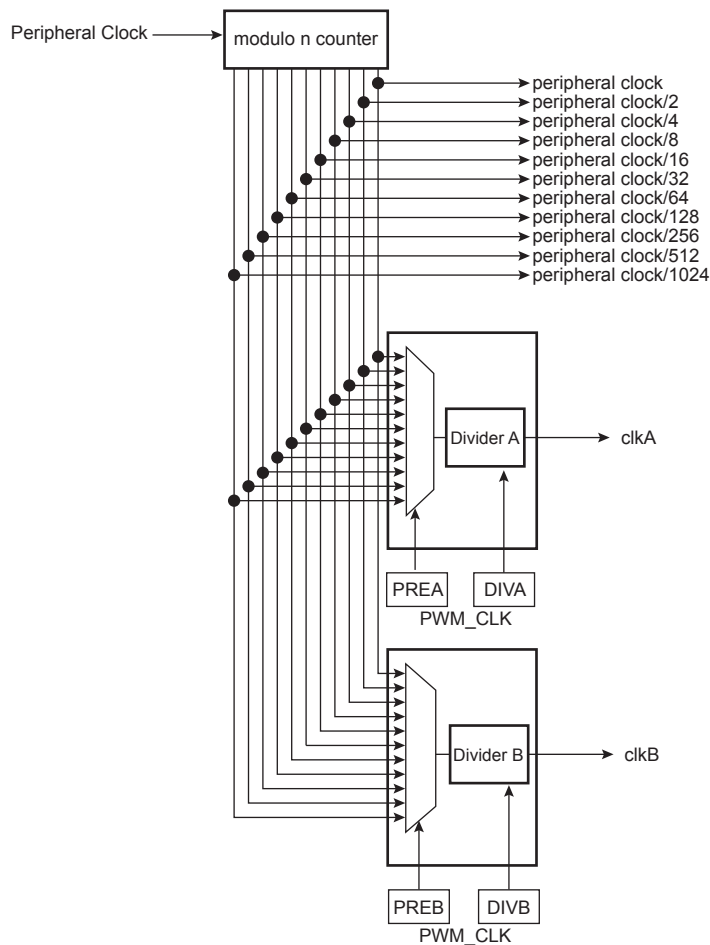 Peripheral Clock
modulo n counter
peripheral clock
peripheral clock/2
peripheral clock/4
peripheral clock/8
peripheral clock/16
peripheral clock/32
peripheral clock/64
peripheral clock/128
peripheral clock/256
peripheral clock/512
peripheral clock/1024
Divider A
clkA
PREA
DIVA
PWM_CLK
Divider B
clkB
PREB
DIVB
PWM_CLK